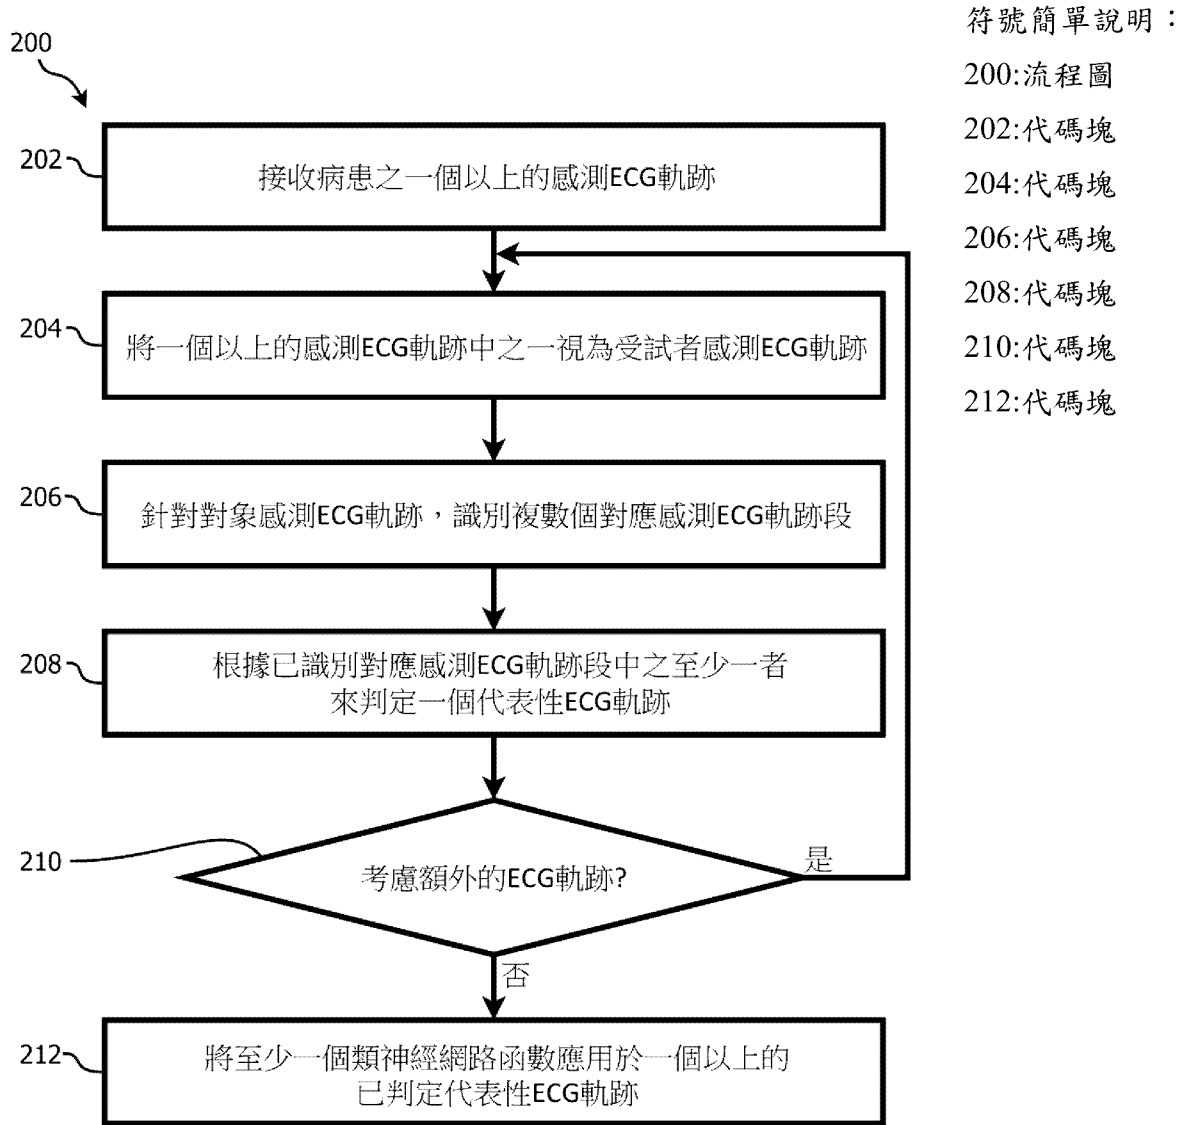 200
202
接收病患之一個以上的感測ECG軌跡
204
將一個以上的感測ECG軌跡中之一視為受試者感測ECG軌跡
206
針對對象感測ECG軌跡，識別複數個對應感測ECG軌跡段
208
根據已識別對應感測ECG軌跡段中之至少一者
來判定一個代表性ECG軌跡
210
考慮額外的ECG軌跡?
是
否
212
將至少一個類神經網路函數應用於一個以上的
已判定代表性ECG軌跡
符號簡單說明：
200:流程圖
202:代碼塊
204:代碼塊
206:代碼塊
208:代碼塊
210:代碼塊
212:代碼塊